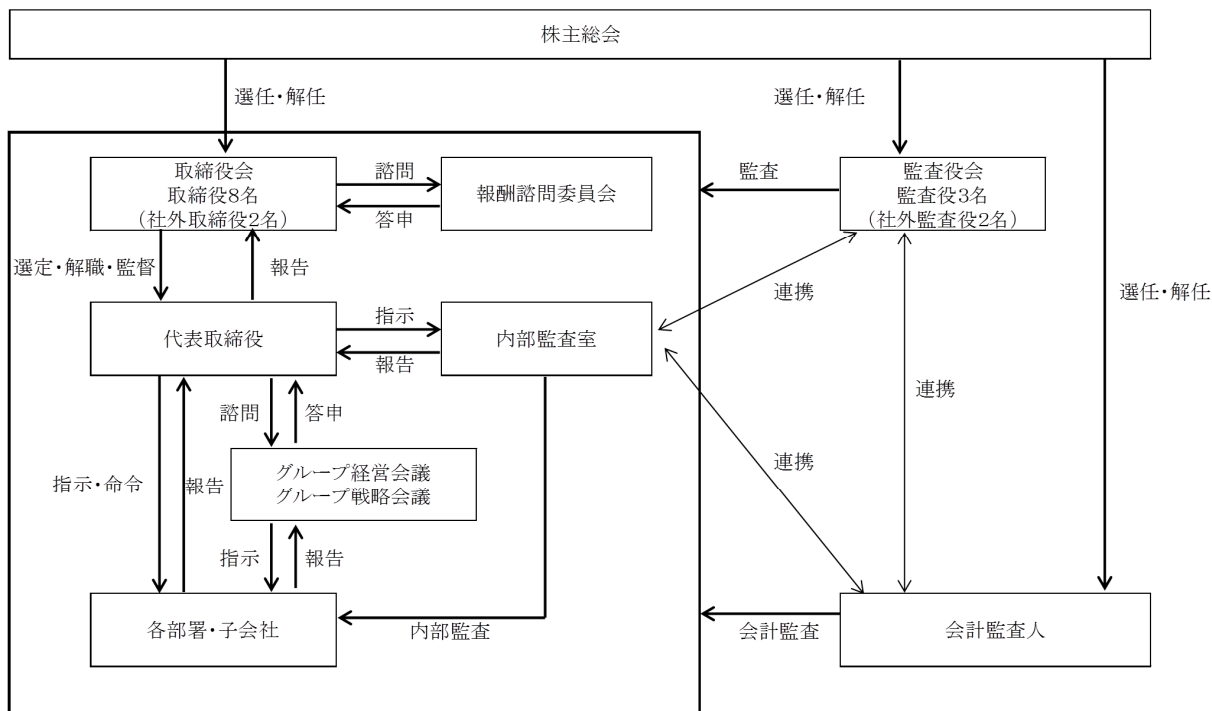 株主総会
選任・解任
選任・解任
取締役会
取締役8名
(社外取締役2名)
諮問
答申
報酬諮問委員会
監査
監査役会
監査役3名
(社外監査役2名)
選定・解職・監督
報告
連携
選任・解任
代表取締役
指示
報告
内部監査室
諮問
答申
連携
連携
グループ経営会議
グループ戦略会議
指示・命令
報告
指示
報告
各部署・子会社
内部監査
会計監査
会計監査人